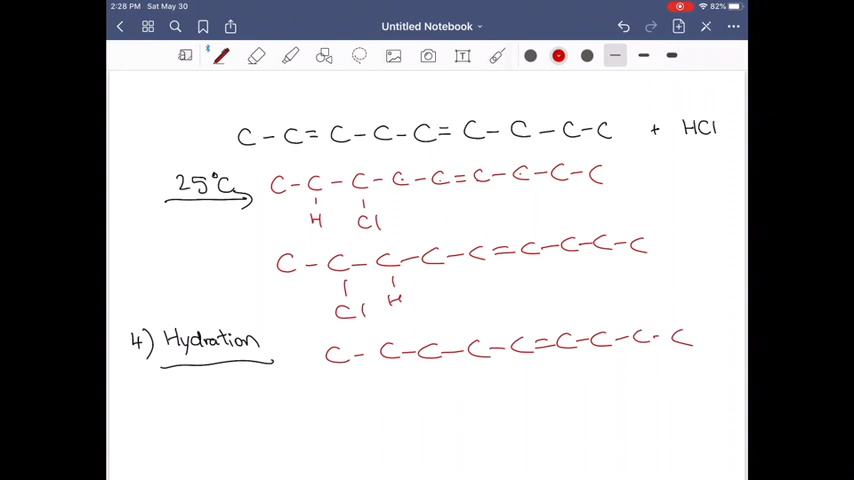 2:28 PM Sat May 30
82%
Untitled Notebook
C - C = C - C - C = C - C - C - C + HCl
25°C
C - C - C - C - C = C - C - C - C
H Cl
C - C - C - C - C = C - C - C - C
Cl H
4) Hydration C - C - C - C - C = C - C - C - C